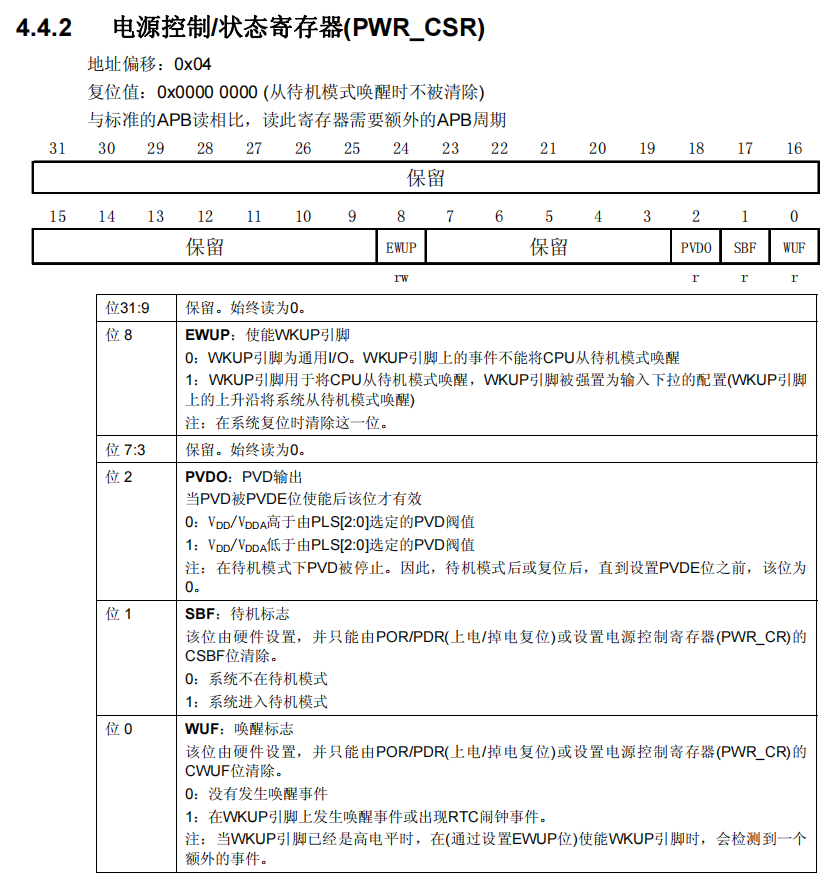 4.4.2 电源控制/状态寄存器(PWR_CSR)
地址偏移：0x04
复位值：0x0000 0000 (从待机模式唤醒时不被清除)
与标准的APB读相比，读此寄存器需要额外的APB周期
31 30 29 28 27 26 25 24 23 22 21 20 19 18 17 16
保留
15 14 13 12 11 10 9 8 7 6 5 4 3 2 1 0
保留 EWUP 保留 PVDO SBF WUF
rw r r r
位31:9 保留。始终读为0。
位 8 EWUP：使能WKUP引脚
0：WKUP引脚为通用I/O。WKUP引脚上的事件不能将CPU从待机模式唤醒
1：WKUP引脚用于将CPU从待机模式唤醒，WKUP引脚被强置为输入下拉的配置(WKUP引脚
上的上升沿将系统从待机模式唤醒)
注：在系统复位时清除这一位。
位 7:3 保留。始终读为0。
位 2 PVDO：PVD输出
当PVD被PVDE位使能后该位才有效
0：VDD/VDDA高于由PLS[2:0]选定的PVD阀值
1：VDD/VDDA低于由PLS[2:0]选定的PVD阀值
注：在待机模式下PVD被停止。因此，待机模式后或复位后，直到设置PVDE位之前，该位为
0。
位 1 SBF：待机标志
该位由硬件设置，并只能由POR/PDR(上电/掉电复位)或设置电源控制寄存器(PWR_CR)的
CSBF位清除。
0：系统不在待机模式
1：系统进入待机模式
位 0 WUF：唤醒标志
该位由硬件设置，并只能由POR/PDR(上电/掉电复位)或设置电源控制寄存器(PWR_CR)的
CWUF位清除。
0：没有发生唤醒事件
1：在WKUP引脚上发生唤醒事件或出现RTC闹钟事件。
注：当WKUP引脚已经是高电平时，在(通过设置EWUP位)使能WKUP引脚时，会检测到一个
额外的事件。